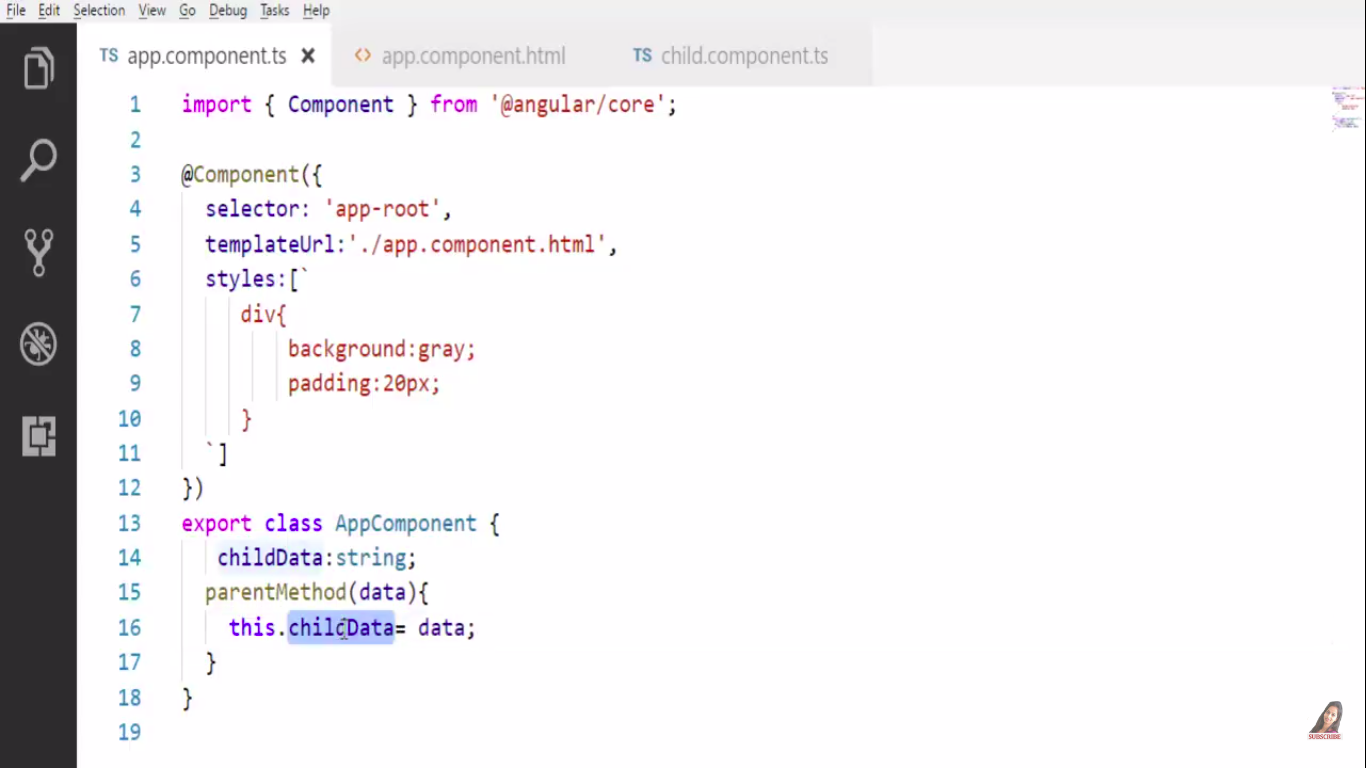 File Edit Selection View Go Debug Tasks Help
TS app.component.ts × <> app.component.html TS child.component.ts
1 import { Component } from '@angular/core';
2
3 @Component({
4 selector: 'app-root',
5 templateUrl:'./app.component.html',
6 styles:[`
7 div{
8 background:gray;
9 padding:20px;
10 }
11 `]
12 })
13 export class AppComponent {
14 childData:string;
15 parentMethod(data){
16 this.childData= data;
17 }
18 }
19
SUBSCRIBE